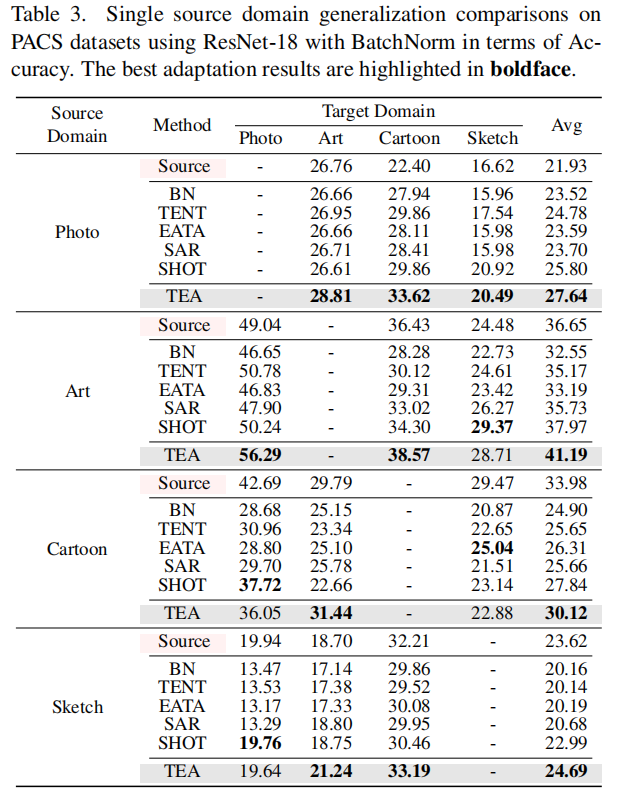 Table 3. Single source domain generalization comparisons on
PACS datasets using ResNet-18 with BatchNorm in terms of Ac-
curacy. The best adaptation results are highlighted in boldface.
Source Domain Method Target Domain Avg
Photo Art Cartoon Sketch
Photo
Source - 26.76 22.40 16.62 21.93
BN - 26.66 27.94 15.96 23.52
TENT - 26.95 29.86 17.54 24.78
EATA - 26.66 28.11 15.98 23.59
SAR - 26.71 28.41 15.98 23.70
SHOT - 26.61 29.86 20.92 25.80
TEA - 28.81 33.62 20.49 27.64
Art
Source 49.04 - 36.43 24.48 36.65
BN 46.65 - 28.28 22.73 32.55
TENT 50.78 - 30.12 24.61 35.17
EATA 46.83 - 29.31 23.42 33.19
SAR 47.90 - 33.02 26.27 35.73
SHOT 50.24 - 34.30 29.37 37.97
TEA 56.29 - 38.57 28.71 41.19
Cartoon
Source 42.69 29.79 - 29.47 33.98
BN 28.68 25.15 - 20.87 24.90
TENT 30.96 23.34 - 22.65 25.65
EATA 28.80 25.10 - 25.04 26.31
SAR 29.70 25.78 - 21.51 25.66
SHOT 37.72 22.66 - 23.14 27.84
TEA 36.05 31.44 - 22.88 30.12
Sketch
Source 19.94 18.70 32.21 - 23.62
BN 13.47 17.14 29.86 - 20.16
TENT 13.53 17.38 29.52 - 20.14
EATA 13.17 17.33 30.08 - 20.19
SAR 13.29 18.80 29.95 - 20.68
SHOT 19.76 18.75 30.46 - 22.99
TEA 19.64 21.24 33.19 - 24.69